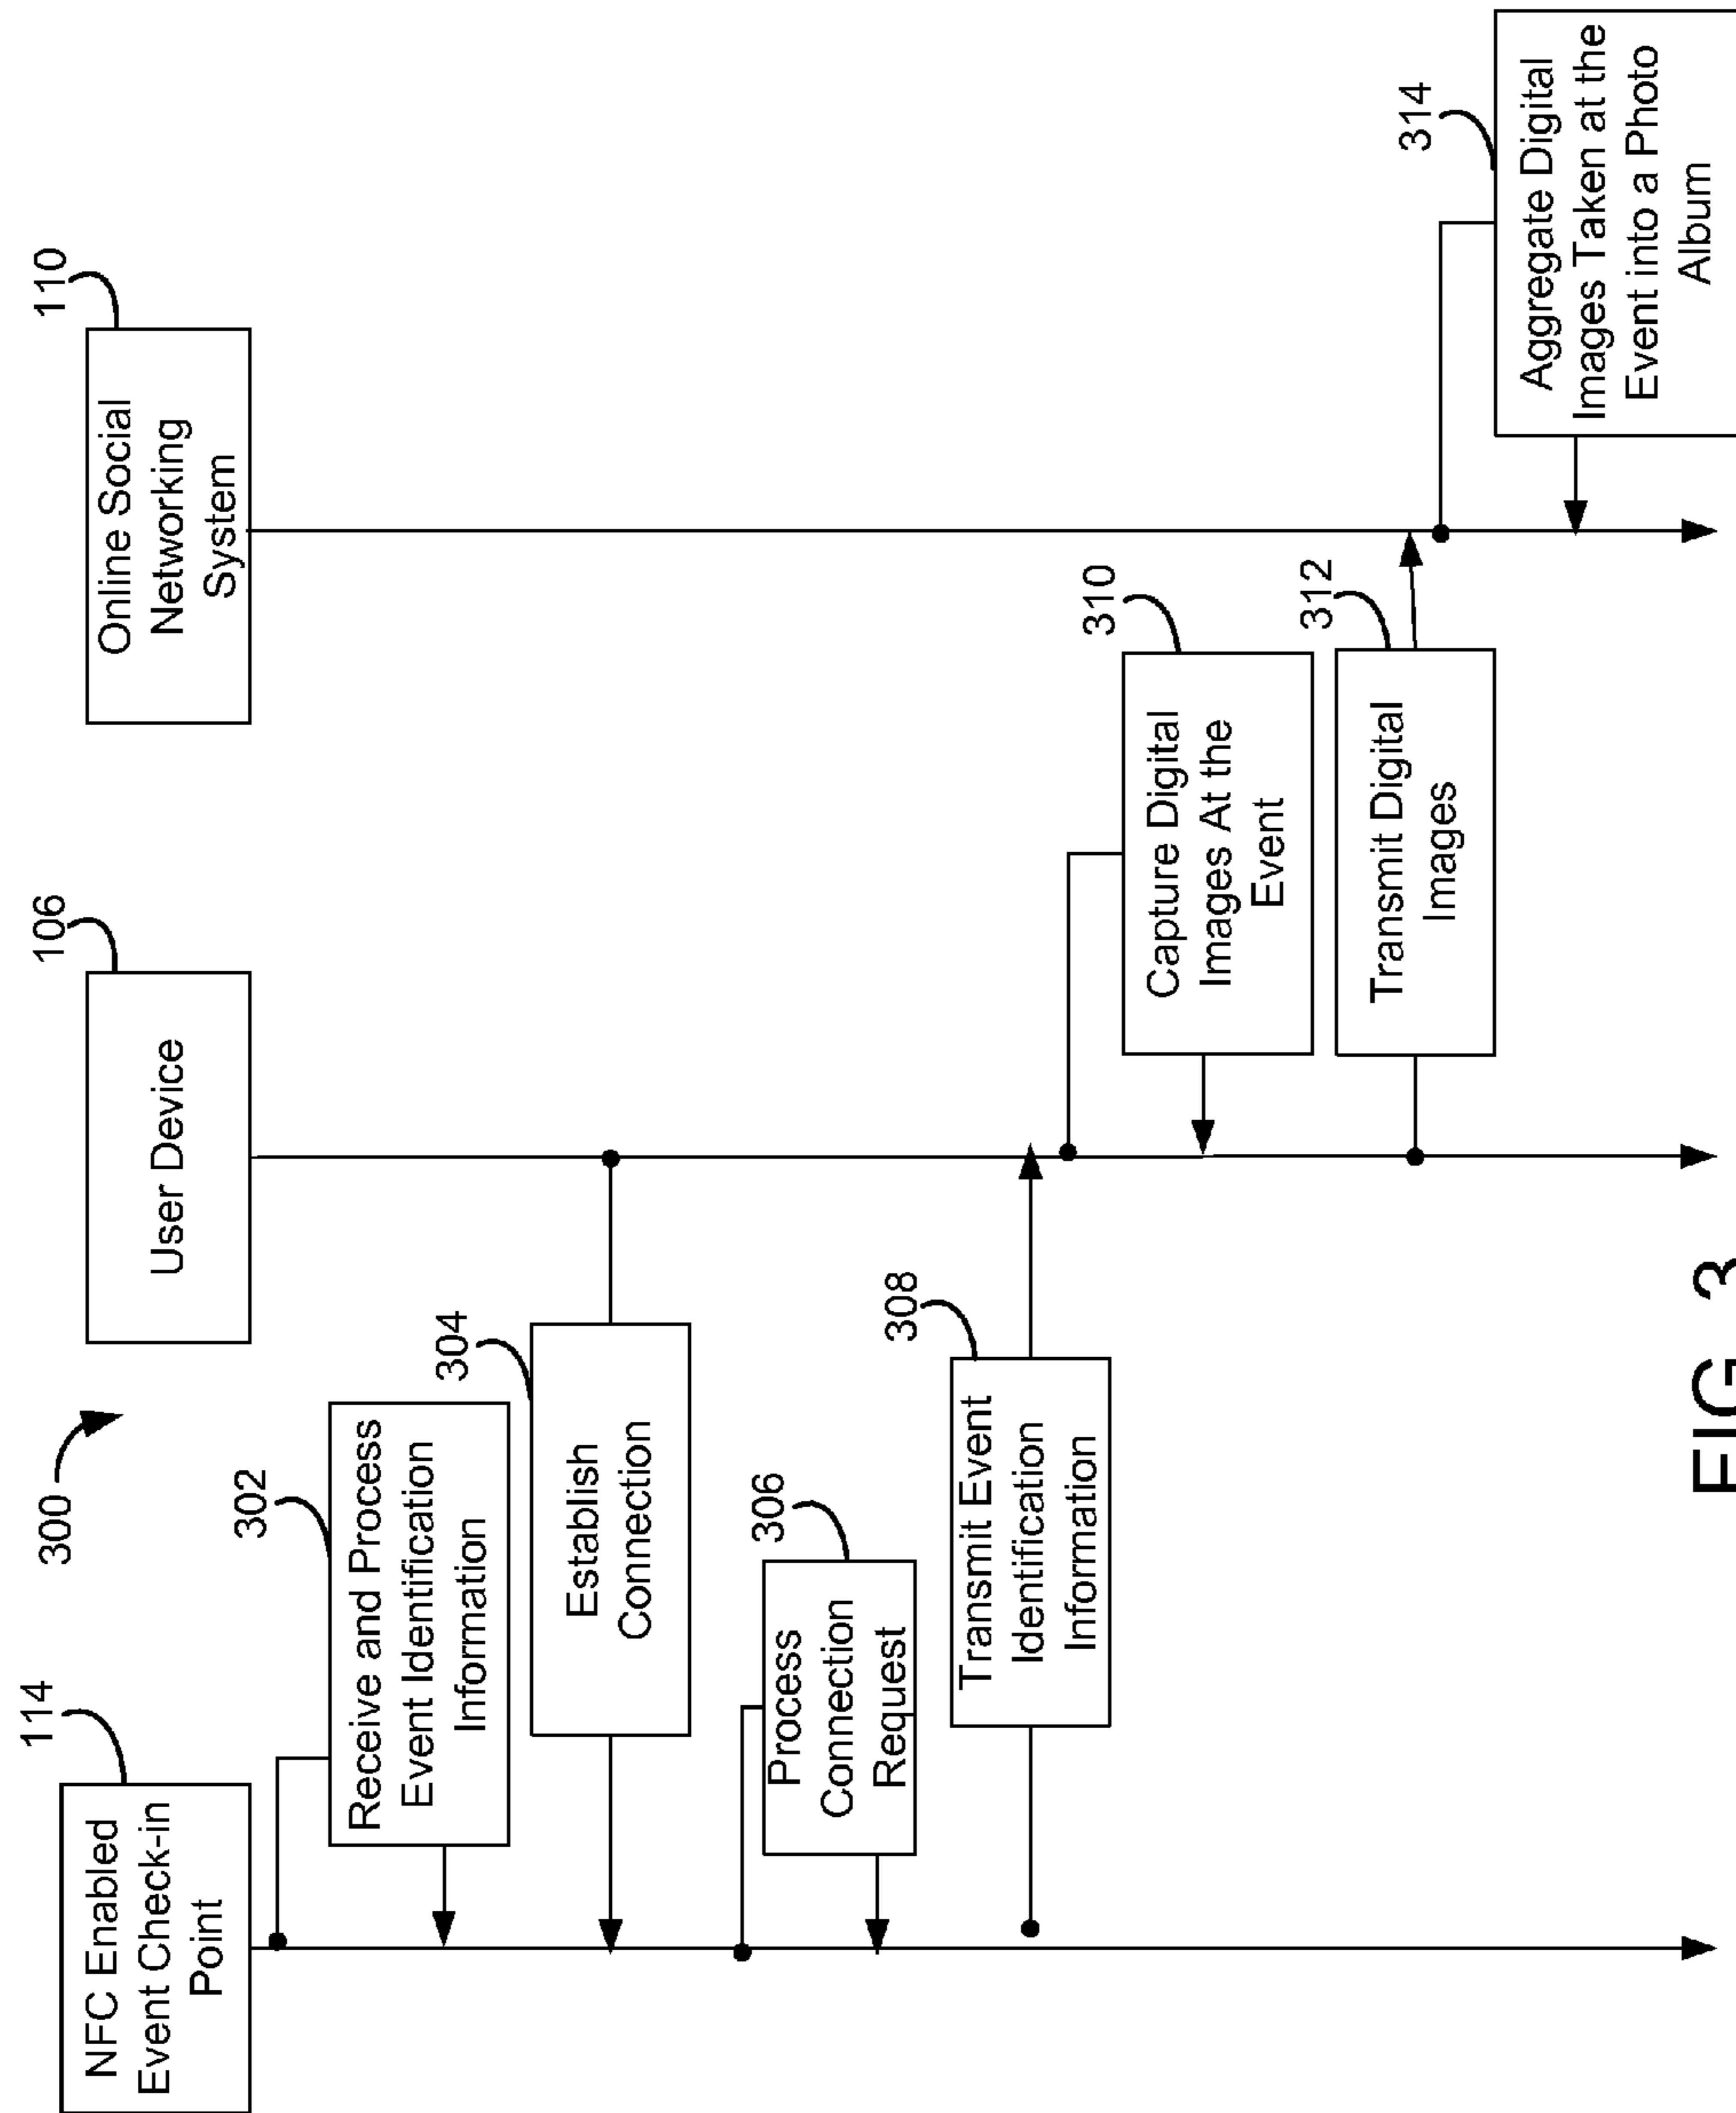 300
114
NFC Enabled
Event Check-in
Point
106
User Device
110
Online Social
Networking
System
302
Receive and Process
Event Identification
Information
304
Establish
Connection
306
Process
Connection
Request
308
Transmit Event
Identification
Information
310
Capture Digital
Images At the
Event
312
Transmit Digital
Images
314
Aggregate Digital
Images Taken at the
Event into a Photo
Album
FIG. 3